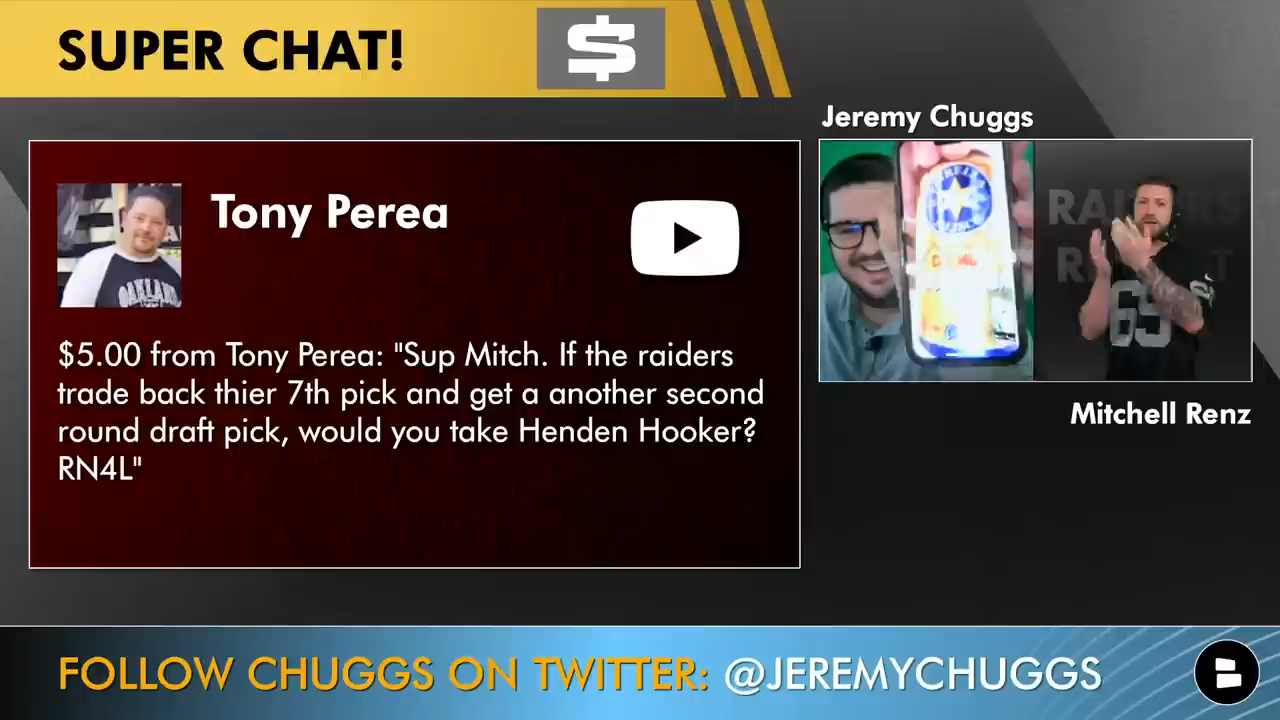 SUPER CHAT!
$
Jeremy Chuggs
Tony Perea
OAKLAND
$5.00 from Tony Perea: "Sup Mitch. If the raiders
trade back thier 7th pick and get a another second
round draft pick, would you take Henden Hooker?
RN4L"
65
Mitchell Renz
FOLLOW CHUGGS ON TWITTER: @JEREMYCHUGGS